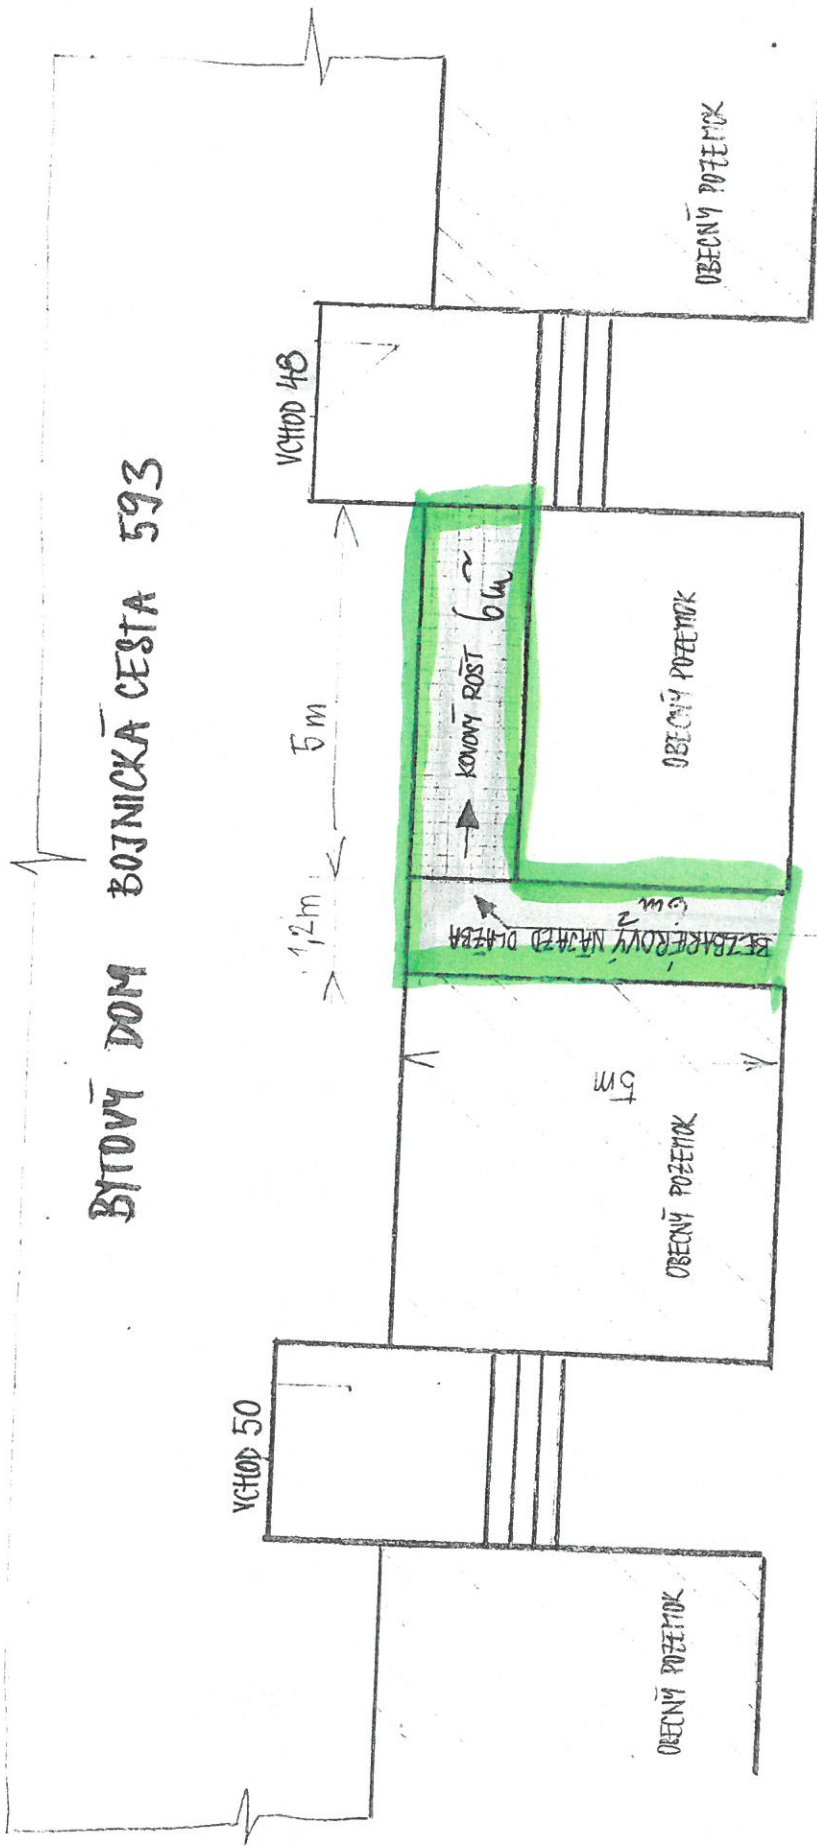 BYTOVÝ DOM BOJNICKÁ CESTA 593
VCHOD 50
VCHOD 48
1,2m
5 m
KOVOVÝ ROŠT 6m²
BEZBARIÉROVÝ NÁJAZD DLAŽBA
6m²
5m
OBECNÝ POZEMOK
OBECNÝ POZEMOK
OBECNÝ POZEMOK
OBECNÝ POZEMOK